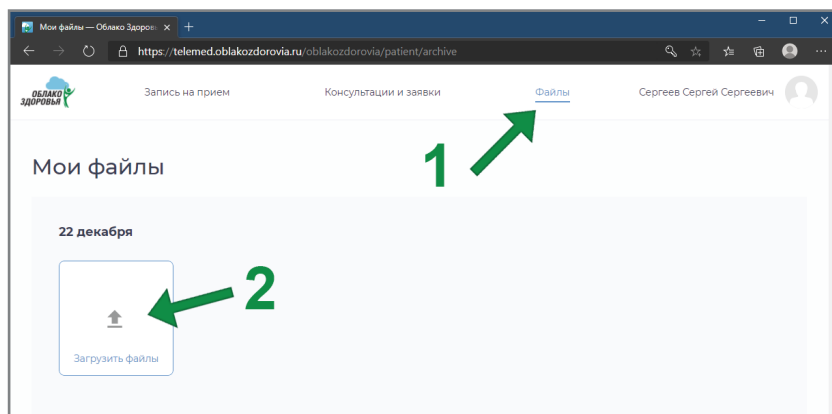 Мои файлы — Облако Здоровь
https://telemed.oblakozdorovia.ru/oblakozdorovia/patient/archive
ОБЛАКО
ЗДОРОВЬЯ
Запись на прием
Консультации и заявки
Файлы
Сергеев Сергей Сергеевич
1
Мои файлы
22 декабря
2
Загрузить файлы